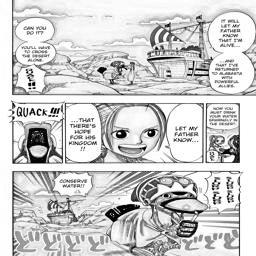 IT WILL
LET MY
FATHER
KNOW
THAT I'M
ALIVE...
...AND
THAT I'VE
RETURNED
TO ALABASTA
WITH
POWERFUL
ALLIES.
CAN YOU
DO IT?
YOU'LL HAVE
TO CROSS
THE DESERT
ALONE.
NOW YOU
MUST DRINK
YOUR WATER
SPARINGLY IN
THE DESERT.
LET MY
FATHER
KNOW...
...THAT
THERE'S
HOPE FOR
HIS
KINGDOM
!!
QUACK!!!
CONSERVE
WATER!!